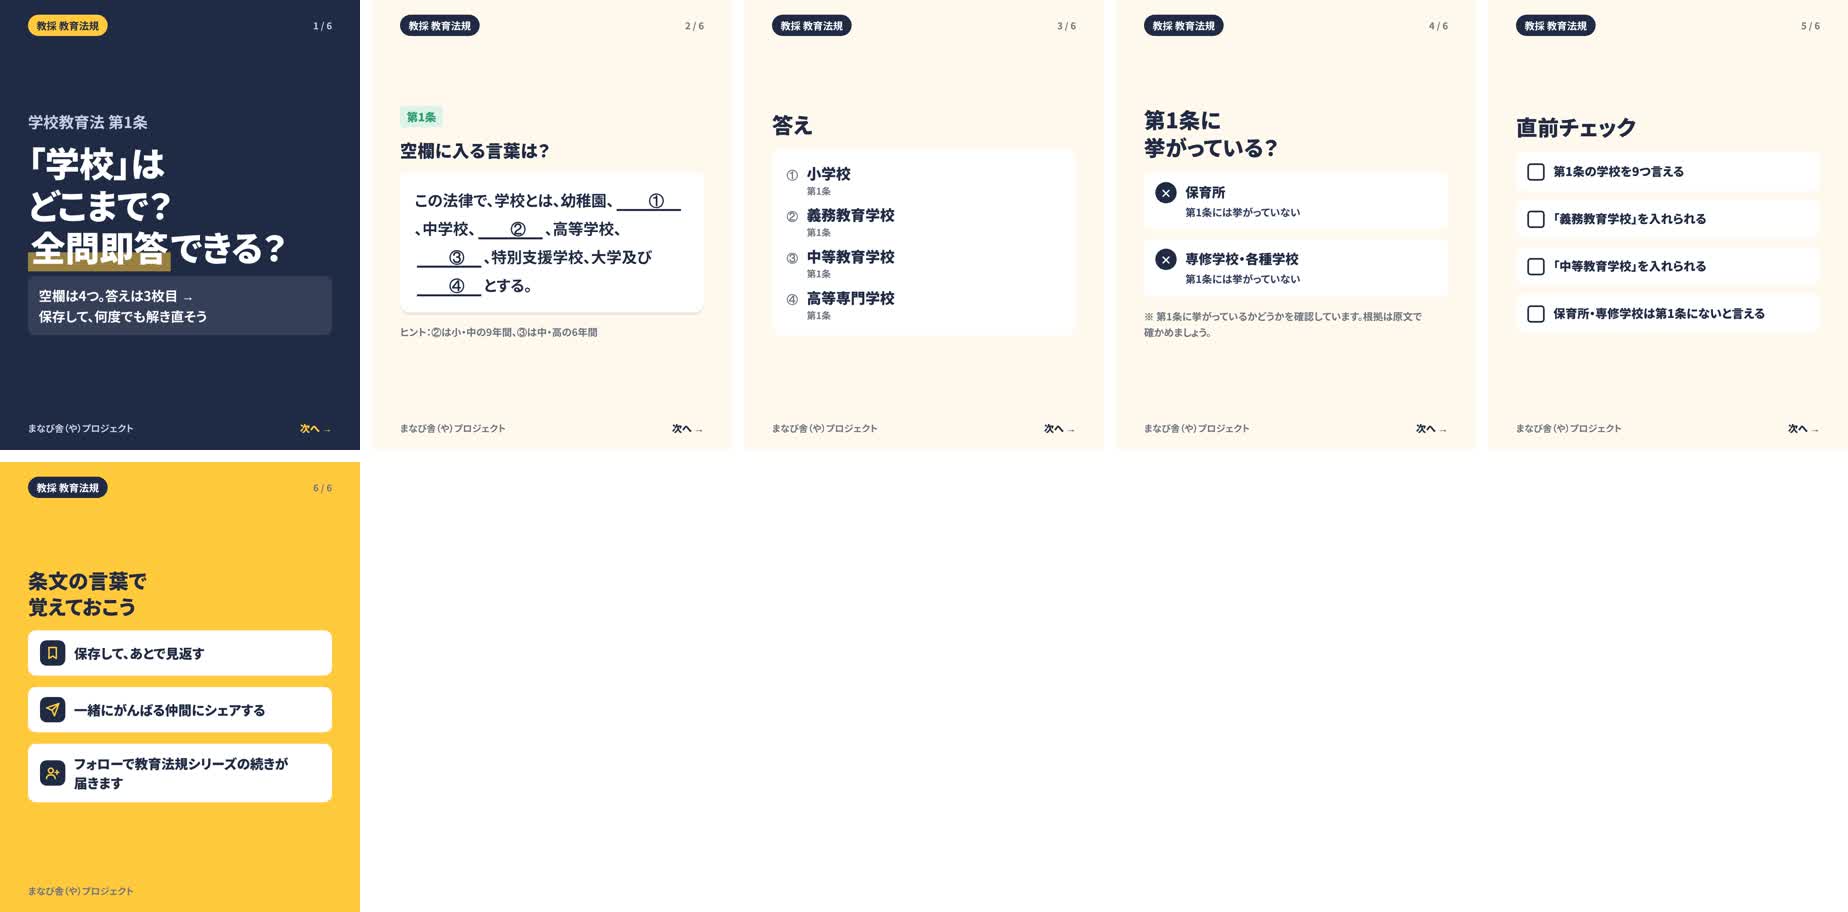 教採 教育法規
1 / 6
学校教育法 第1条
「学校」は
どこまで？
全問即答できる？
空欄は4つ。答えは3枚目 →
保存して、何度でも解き直そう
まなび舎(や)プロジェクト
次へ →
教採 教育法規
2 / 6
第1条
空欄に入る言葉は？
この法律で、学校とは、幼稚園、 ①
、中学校、 ② 、高等学校、
③ 、特別支援学校、大学及び
④ とする。
ヒント：②は小・中の9年間、③は中・高の6年間
まなび舎(や)プロジェクト
次へ →
教採 教育法規
3 / 6
答え
① 小学校
第1条
② 義務教育学校
第1条
③ 中等教育学校
第1条
④ 高等専門学校
第1条
まなび舎(や)プロジェクト
次へ →
教採 教育法規
4 / 6
第1条に
挙がっている？
保育所
第1条には挙がっていない
専修学校・各種学校
第1条には挙がっていない
※ 第1条に挙がっているかどうかを確認しています。根拠は原文で
確かめましょう。
まなび舎(や)プロジェクト
次へ →
教採 教育法規
5 / 6
直前チェック
第1条の学校を9つ言える
「義務教育学校」を入れられる
「中等教育学校」を入れられる
保育所・専修学校は第1条にないと言える
まなび舎(や)プロジェクト
次へ →
教採 教育法規
6 / 6
条文の言葉で
覚えておこう
保存して、あとで見返す
一緒にがんばる仲間にシェアする
フォローで教育法規シリーズの続きが
届きます
まなび舎(や)プロジェクト